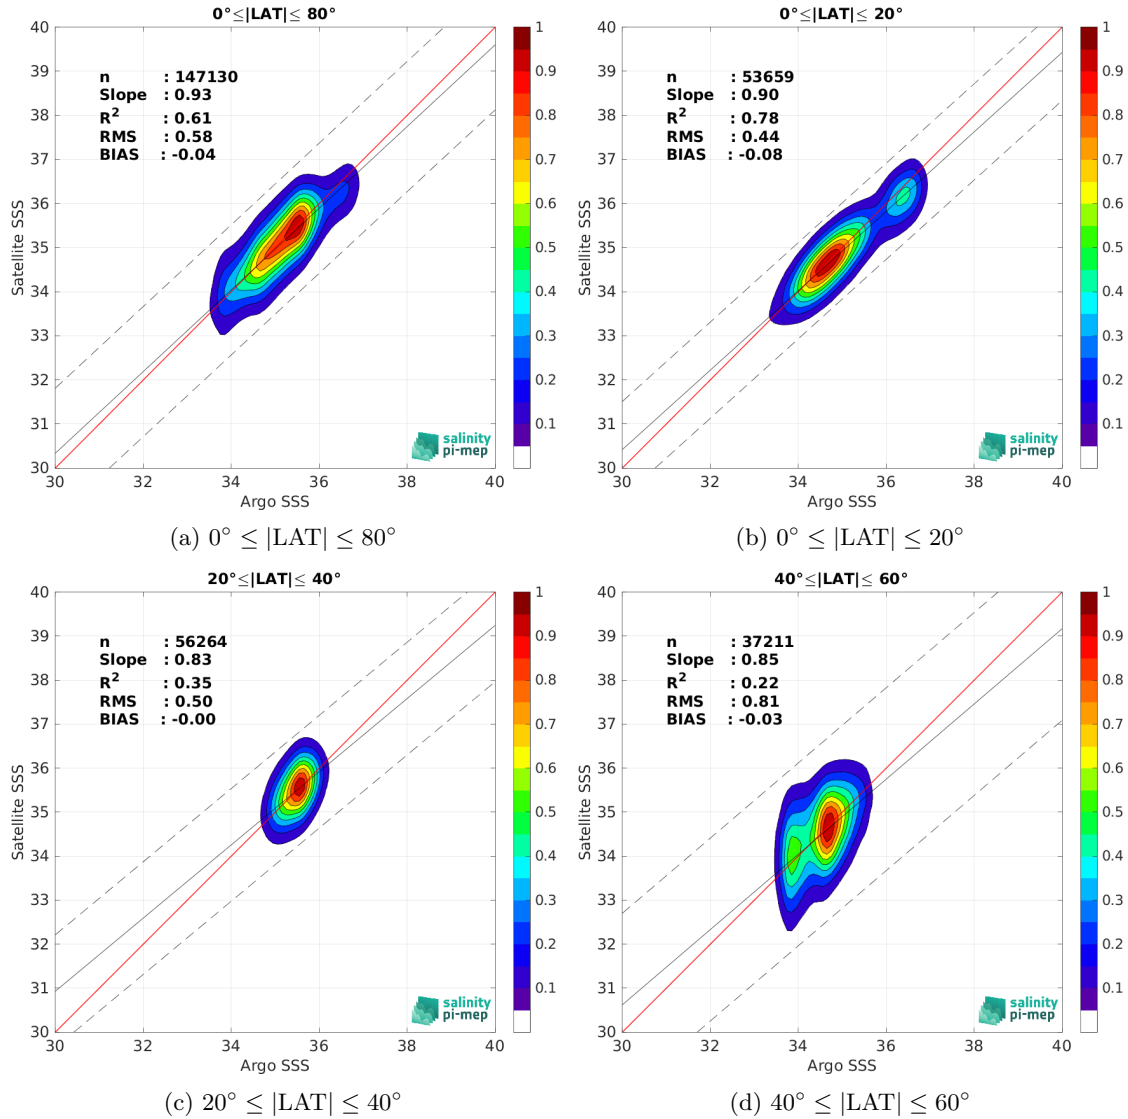 0°≤|LAT|≤ 80°
40
39
38
37
36
35
34
33
32
31
30
Satellite SSS
n : 147130
Slope : 0.93
R² : 0.61
RMS : 0.58
BIAS : -0.04
salinity
pi-mep
30 32 34 36 38 40
Argo SSS
1
0.9
0.8
0.7
0.6
0.5
0.4
0.3
0.2
0.1
(a) 0° ≤ |LAT| ≤ 80°
0°≤|LAT|≤ 20°
40
39
38
37
36
35
34
33
32
31
30
Satellite SSS
n : 53659
Slope : 0.90
R² : 0.78
RMS : 0.44
BIAS : -0.08
salinity
pi-mep
30 32 34 36 38 40
Argo SSS
1
0.9
0.8
0.7
0.6
0.5
0.4
0.3
0.2
0.1
(b) 0° ≤ |LAT| ≤ 20°
20°≤|LAT|≤ 40°
40
39
38
37
36
35
34
33
32
31
30
Satellite SSS
n : 56264
Slope : 0.83
R² : 0.35
RMS : 0.50
BIAS : -0.00
salinity
pi-mep
30 32 34 36 38 40
Argo SSS
1
0.9
0.8
0.7
0.6
0.5
0.4
0.3
0.2
0.1
(c) 20° ≤ |LAT| ≤ 40°
40°≤|LAT|≤ 60°
40
39
38
37
36
35
34
33
32
31
30
Satellite SSS
n : 37211
Slope : 0.85
R² : 0.22
RMS : 0.81
BIAS : -0.03
salinity
pi-mep
30 32 34 36 38 40
Argo SSS
1
0.9
0.8
0.7
0.6
0.5
0.4
0.3
0.2
0.1
(d) 40° ≤ |LAT| ≤ 60°